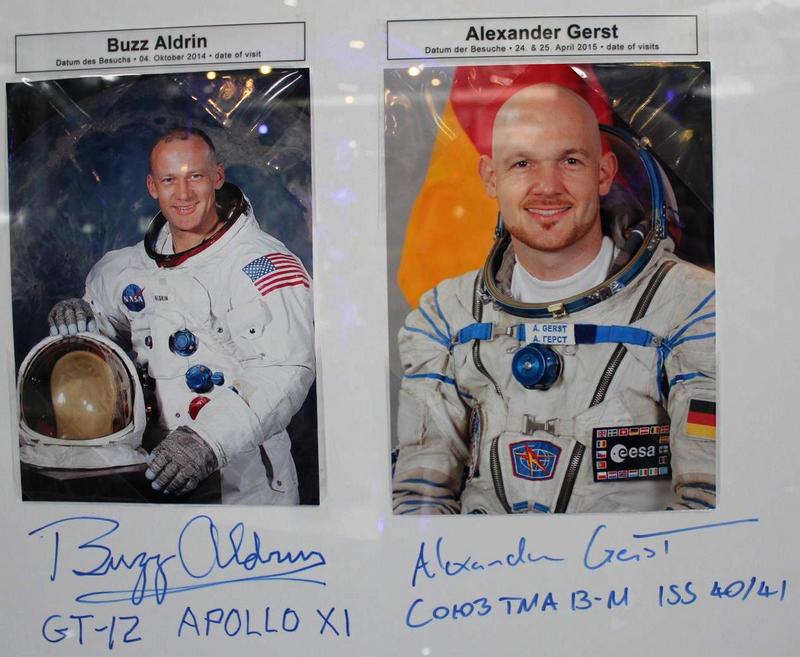 Buzz Aldrin
Datum des Besuchs • 04. Oktober 2014 • date of visit
Alexander Gerst
Datum der Besuche • 24. & 25. April 2015 • date of visits
NASA
ALDRIN
A. GERST
А. ГЕРСТ
esa
Buzz Aldrin
GT-12 APOLLO XI
Alexander Gerst
СОЮЗ ТМА 13-М ISS 40/41